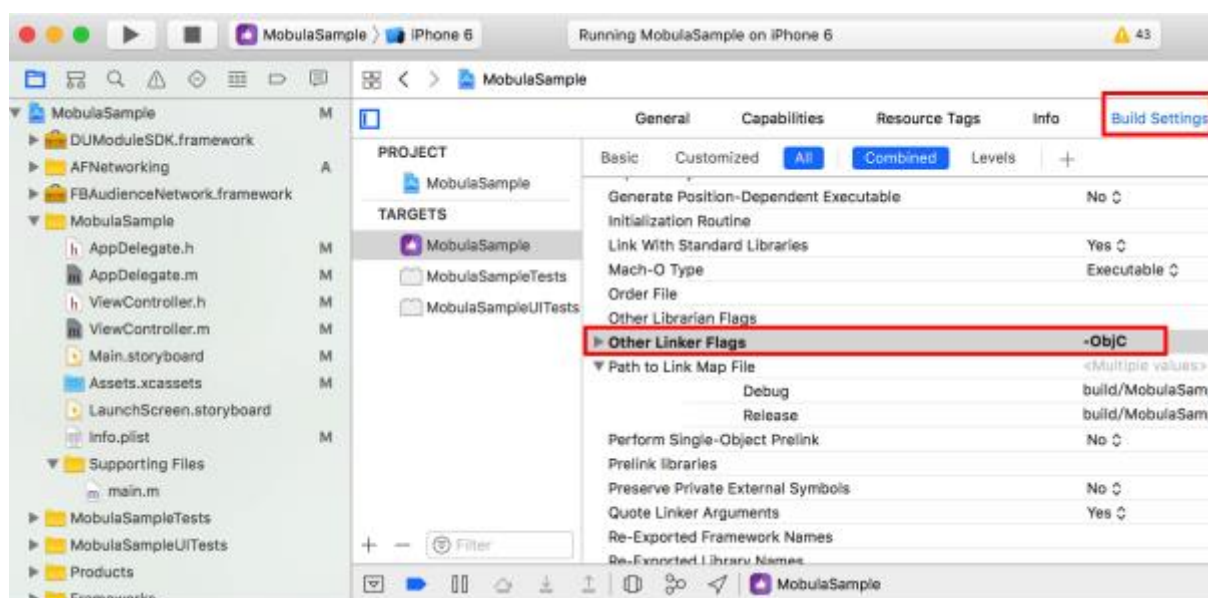 MobulaSample 〉 iPhone 6
Running MobulaSample on iPhone 6
43
MobulaSample
MobulaSample M
DUModuleSDK.framework
AFNetworking A
FBAudienceNetwork.framework
MobulaSample
h AppDelegate.h M
m AppDelegate.m M
h ViewController.h M
m ViewController.m M
Main.storyboard M
Assets.xcassets M
LaunchScreen.storyboard
Info.plist M
Supporting Files
m main.m
MobulaSampleTests
MobulaSampleUITests
Products
Frameworks
General Capabilities Resource Tags Info Build Settings
PROJECT
MobulaSample
TARGETS
MobulaSample
MobulaSampleTests
MobulaSampleUITests
Filter
Basic Customized All Combined Levels +
Generate Position-Dependent Executable No
Initialization Routine
Link With Standard Libraries Yes
Mach-O Type Executable
Order File
Other Librarian Flags
Other Linker Flags -ObjC
Path to Link Map File <Multiple values>
Debug build/MobulaSam
Release build/MobulaSam
Perform Single-Object Prelink No
Prelink libraries
Preserve Private External Symbols No
Quote Linker Arguments Yes
Re-Exported Framework Names
Re-Exported Library Names
MobulaSample